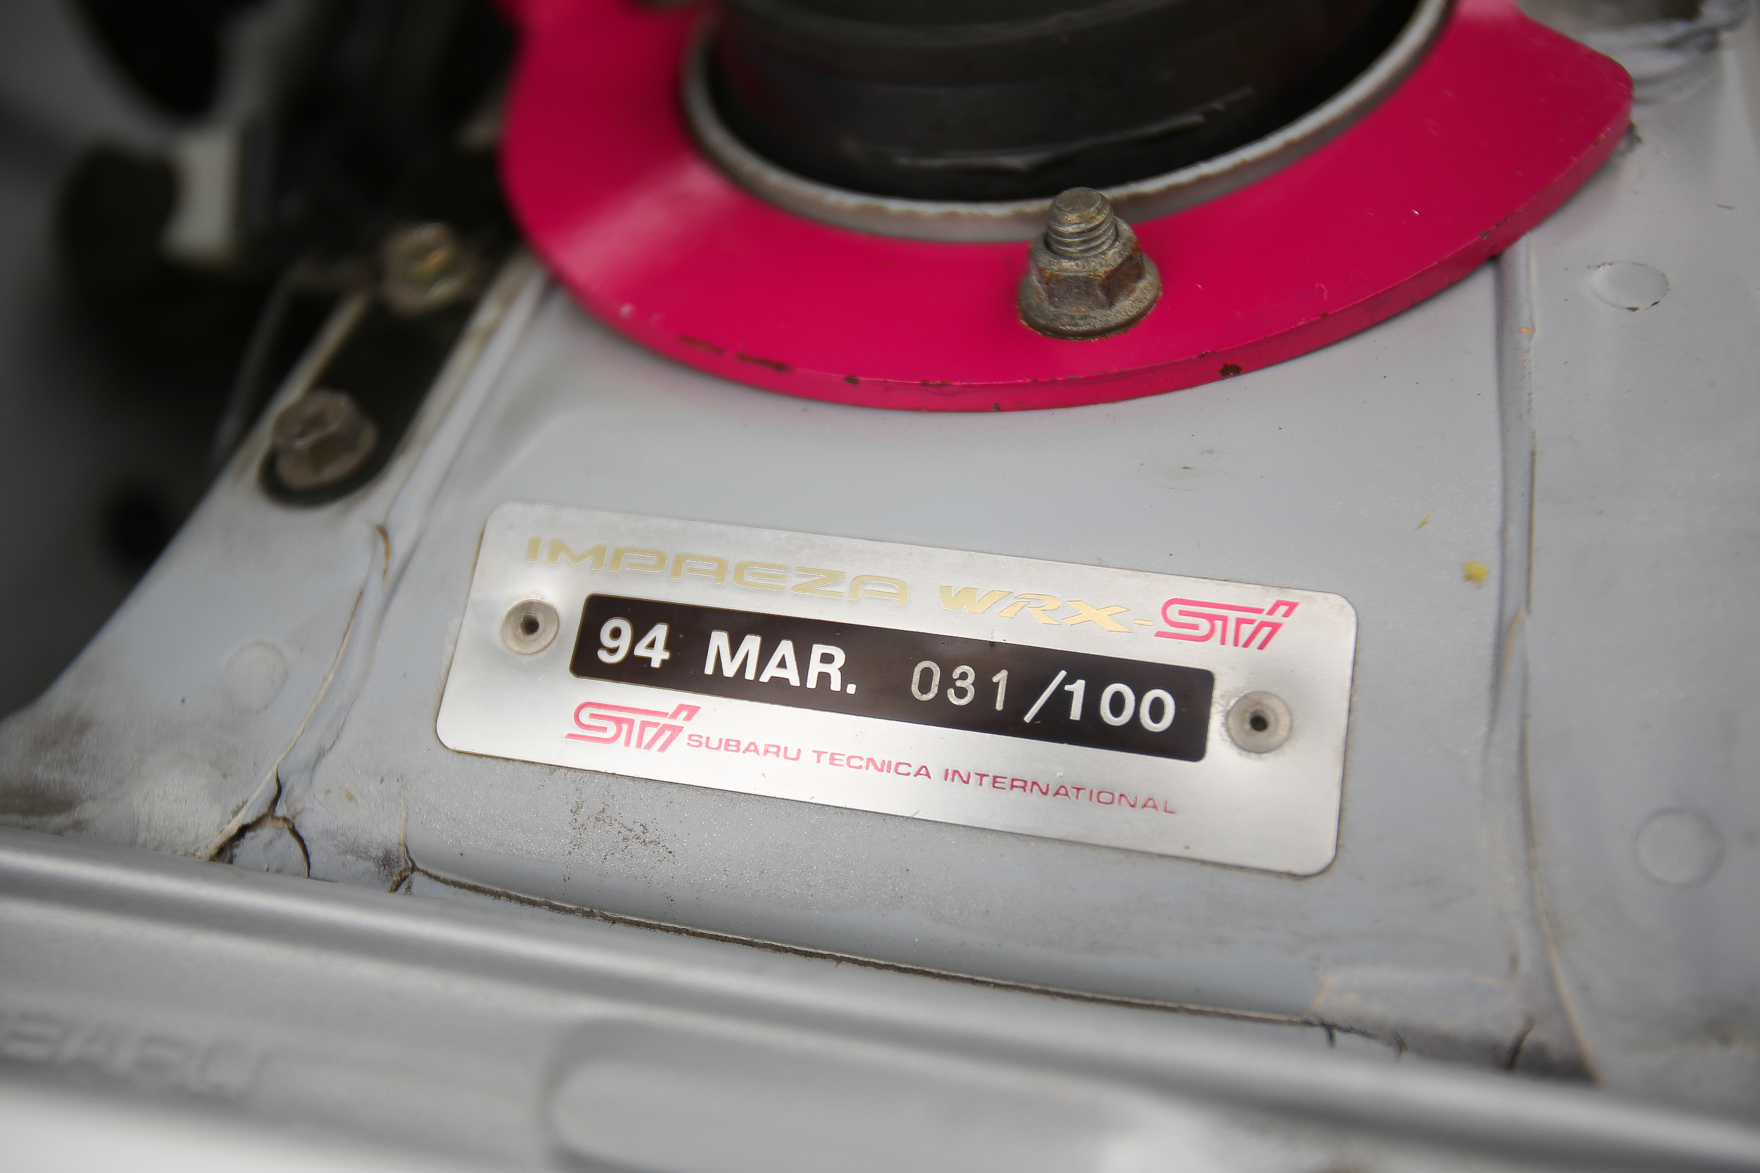 IMPREZA WRX-STi
94 MAR. 031/100
STi SUBARU TECNICA INTERNATIONAL